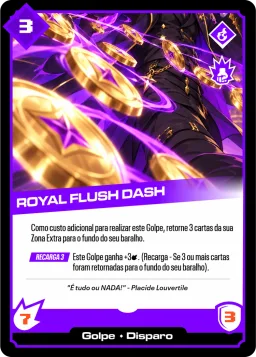 3
ROYAL FLUSH DASH
Como custo adicional para realizar este Golpe, retorne 3 cartas da sua
Zona Extra para o fundo do seu baralho.
RECARGA 3 Este Golpe ganha +3. (Recarga - Se 3 ou mais cartas
foram retornadas para o fundo do seu baralho).
"É tudo ou NADA!" - Placide Louvertile
7
3
Golpe • Disparo